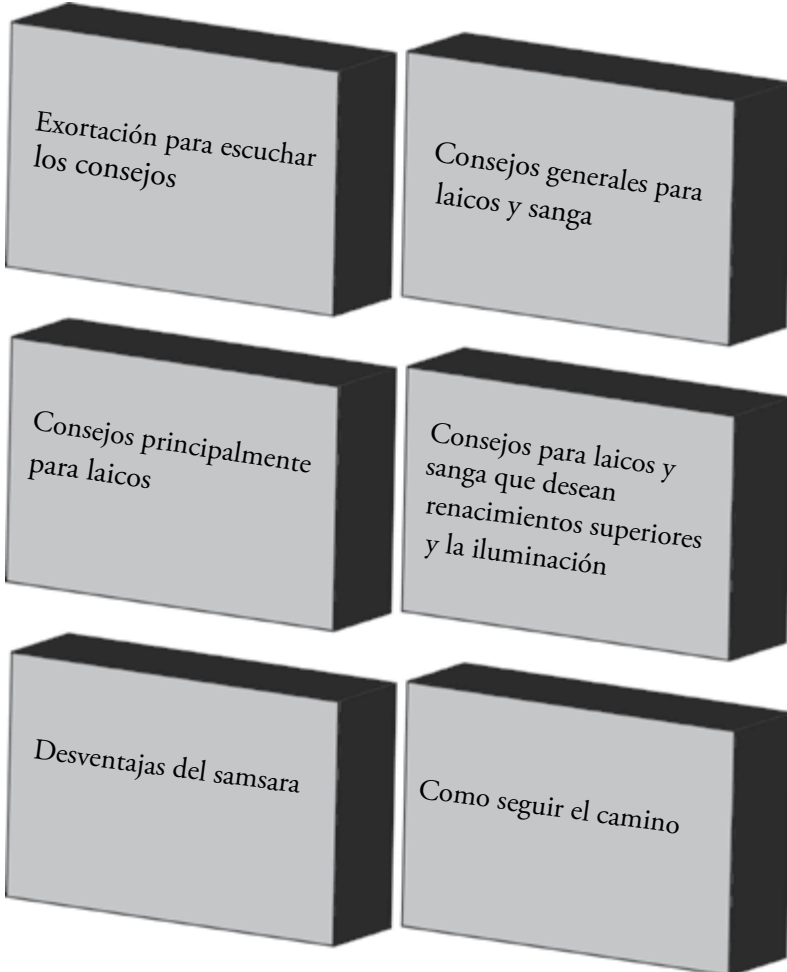 Exortación para escuchar
los consejos
Consejos generales para
laicos y sanga
Consejos principalmente
para laicos
Consejos para laicos y
sanga que desean
renacimientos superiores
y la iluminación
Desventajas del samsara
Como seguir el camino